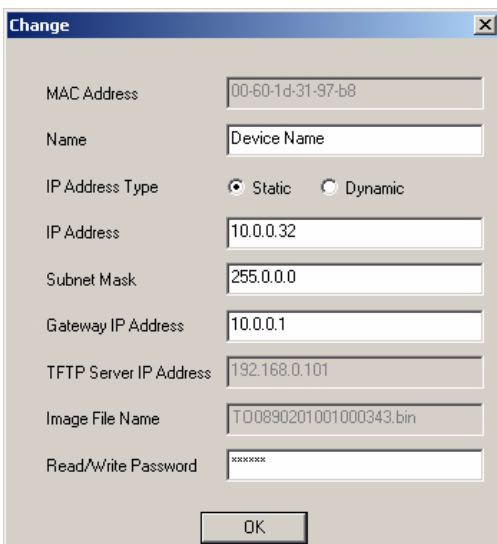 Change
MAC Address 00-60-1d-31-97-b8
Name Device Name
IP Address Type Static Dynamic
IP Address 10.0.0.32
Subnet Mask 255.0.0.0
Gateway IP Address 10.0.0.1
TFTP Server IP Address 192.168.0.101
Image File Name TO0890201001000343.bin
Read/Write Password ××××××
OK